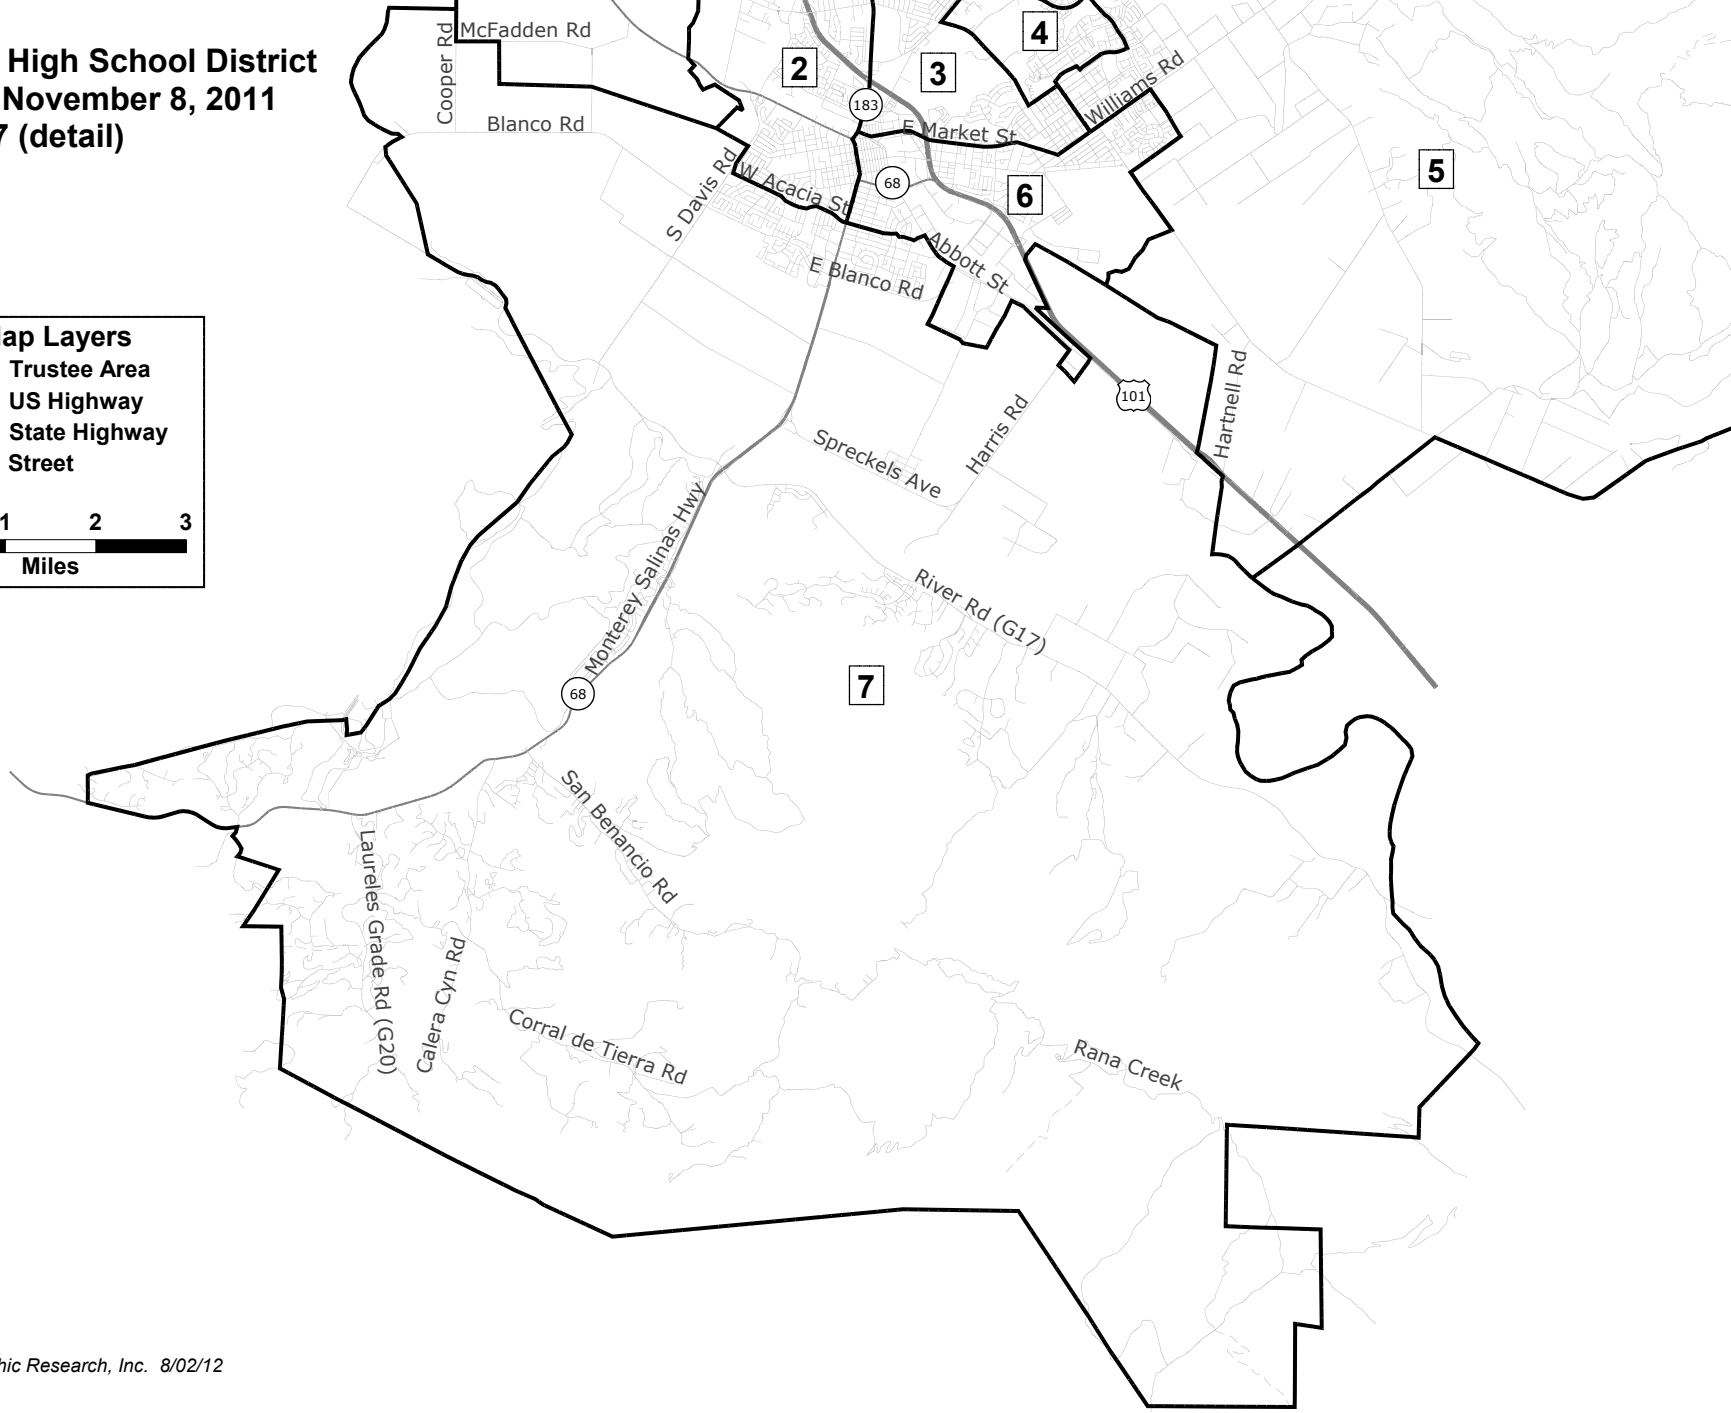 High School District
November 8, 2011
7 (detail)
McFadden Rd
Cooper Rd
Blanco Rd
2
3
4
183
E Market St
Williams Rd
5
68
6
W Acacia St
S Davis Rd
Abbott St
E Blanco Rd
Map Layers
Trustee Area
US Highway
State Highway
Street
1 2 3
Miles
101
Hartnell Rd
Harris Rd
Spreckels Ave
Monterey Salinas Hwy
River Rd (G17)
68
7
San Benancio Rd
Laureles Grade Rd (G20)
Calera Cyn Rd
Corral de Tierra Rd
Rana Creek
hic Research, Inc. 8/02/12